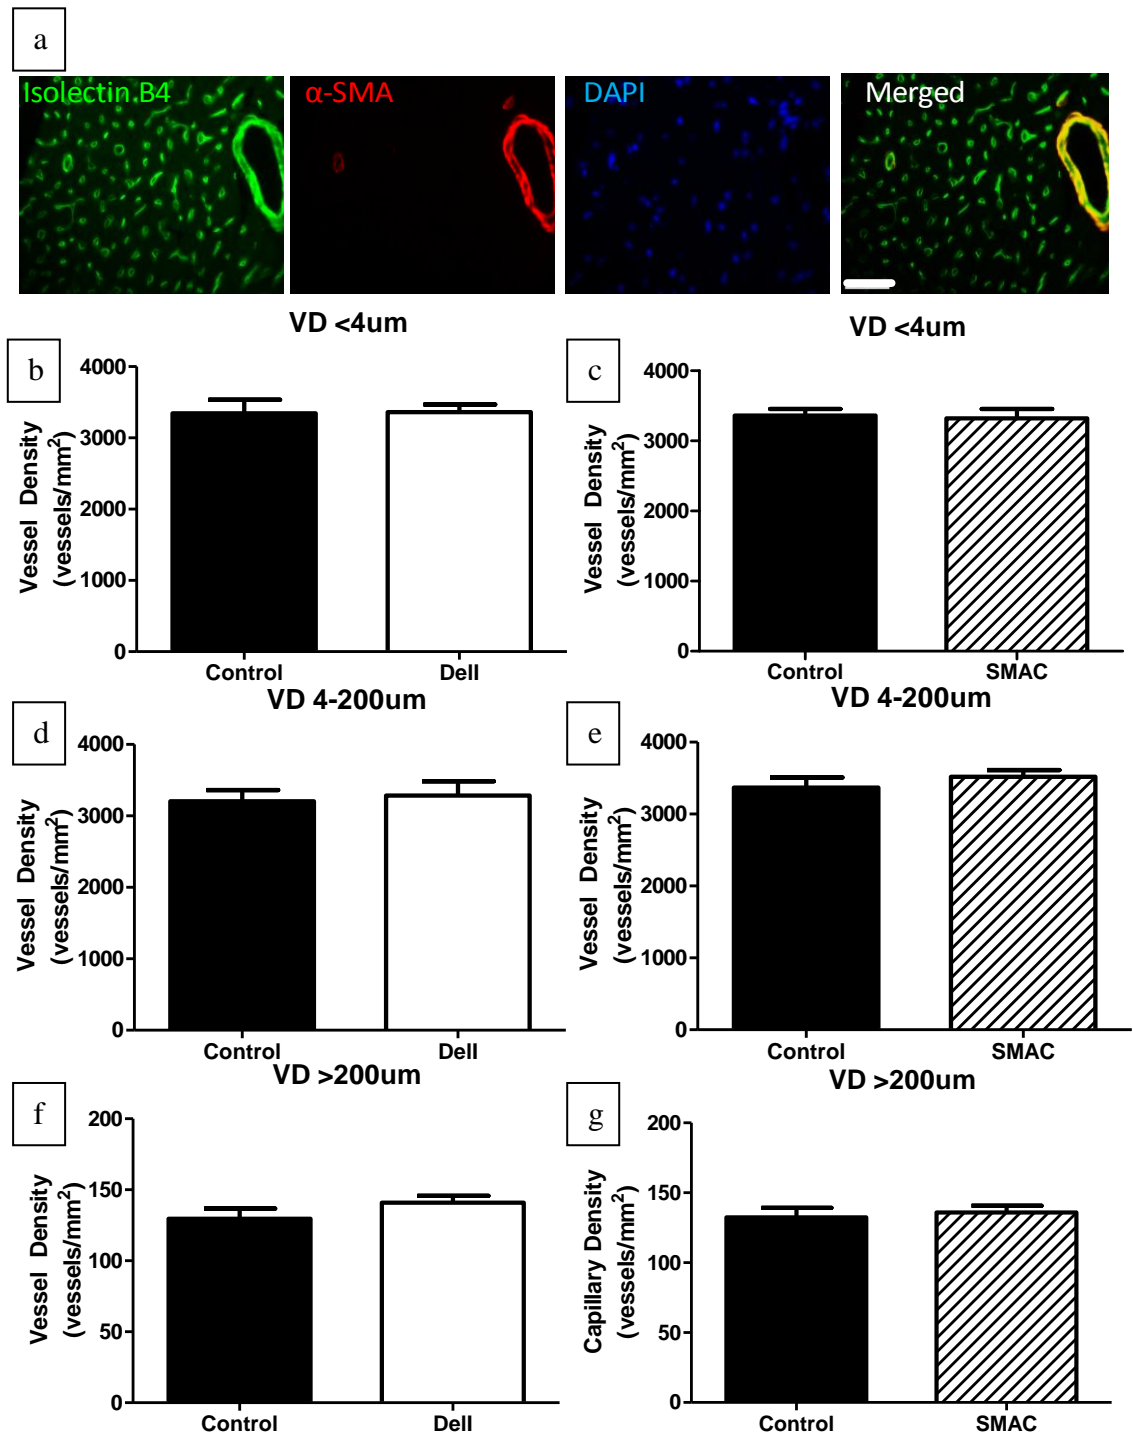 a
Isolectin B4
α-SMA
DAPI
Merged
VD <4um
VD <4um
b
4000
3000
2000
1000
0
Vessel Density
(vessels/mm²)
Control
Dell
c
4000
3000
2000
1000
0
Vessel Density
(vessels/mm²)
Control
SMAC
VD 4-200um
VD 4-200um
d
4000
3000
2000
1000
0
Vessel Density
(vessels/mm²)
Control
Dell
e
4000
3000
2000
1000
0
Vessel Density
(vessels/mm²)
Control
SMAC
VD >200um
VD >200um
f
200
150
100
50
0
Vessel Density
(vessels/mm²)
Control
Dell
g
200
150
100
50
0
Capillary Density
(vessels/mm²)
Control
SMAC